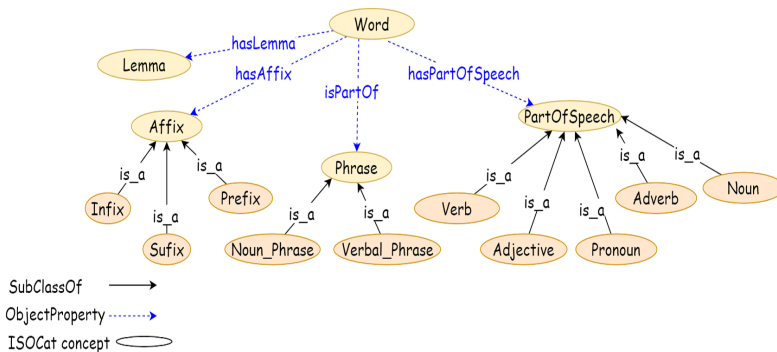 Word
hasLemma
Lemma
hasAffix
hasPartOfSpeech
isPartOf
Affix
PartOfSpeech
Phrase
is_a
is_a
is_a
is_a
is_a
is_a
is_a
is_a
is_a
is_a
Infix
Prefix
Sufix
Noun_Phrase
Verbal_Phrase
Verb
Adjective
Pronoun
Adverb
Noun
SubClassOf
ObjectProperty
ISOCat concept